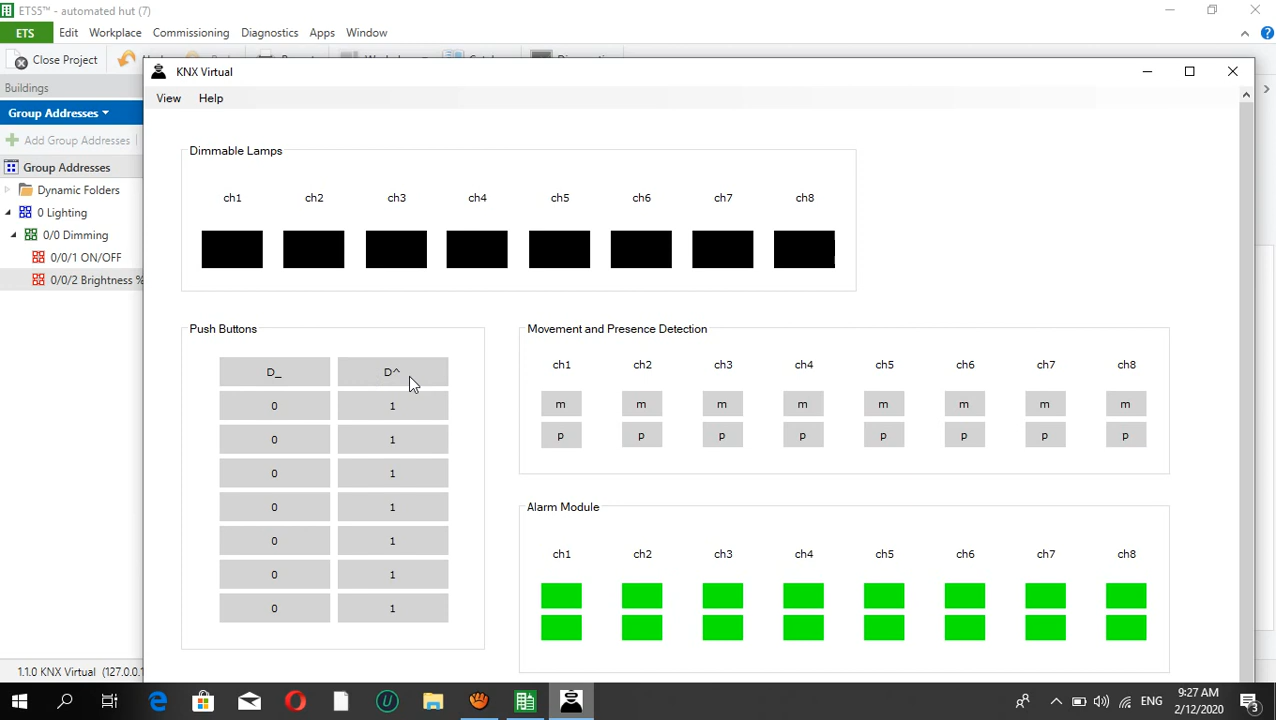 ETS5™ - automated hut (7)
ETS Edit Workplace Commissioning Diagnostics Apps Window
Close Project
Buildings
KNX Virtual
Group Addresses
View Help
Add Group Addresses
Group Addresses
Dynamic Folders
0 Lighting
0/0 Dimming
0/0/1 ON/OFF
0/0/2 Brightness %
Dimmable Lamps
ch1 ch2 ch3 ch4 ch5 ch6 ch7 ch8
Push Buttons
D_ D^
0 1
0 1
0 1
0 1
0 1
0 1
0 1
Movement and Presence Detection
ch1 ch2 ch3 ch4 ch5 ch6 ch7 ch8
m m m m m m m m
p p p p p p p p
Alarm Module
ch1 ch2 ch3 ch4 ch5 ch6 ch7 ch8
1.1.0 KNX Virtual (127.0.0.1
ENG
9:27 AM
2/12/2020
3